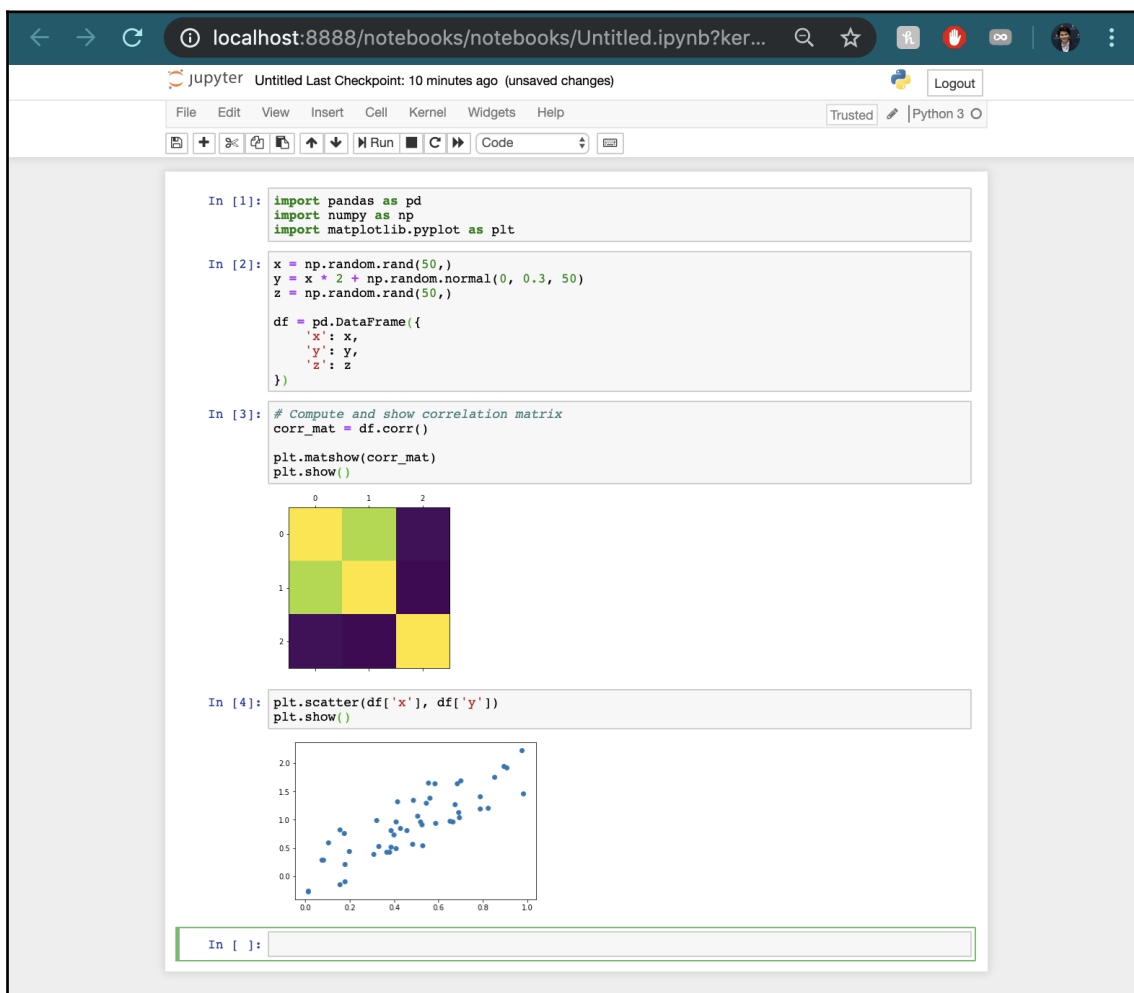 localhost:8888/notebooks/notebooks/Untitled.ipynb?ker...
jupyter Untitled Last Checkpoint: 10 minutes ago (unsaved changes)
Logout
File Edit View Insert Cell Kernel Widgets Help
Trusted Python 3
Run Code
In [1]: import pandas as pd
import numpy as np
import matplotlib.pyplot as plt
In [2]: x = np.random.rand(50,)
y = x * 2 + np.random.normal(0, 0.3, 50)
z = np.random.rand(50,)
df = pd.DataFrame({
    'x': x,
    'y': y,
    'z': z
})
In [3]: # Compute and show correlation matrix
corr_mat = df.corr()
plt.matshow(corr_mat)
plt.show()
0 1 2
0
1
2
In [4]: plt.scatter(df['x'], df['y'])
plt.show()
2.0
1.5
1.0
0.5
0.0
0.0 0.2 0.4 0.6 0.8 1.0
In [ ]: